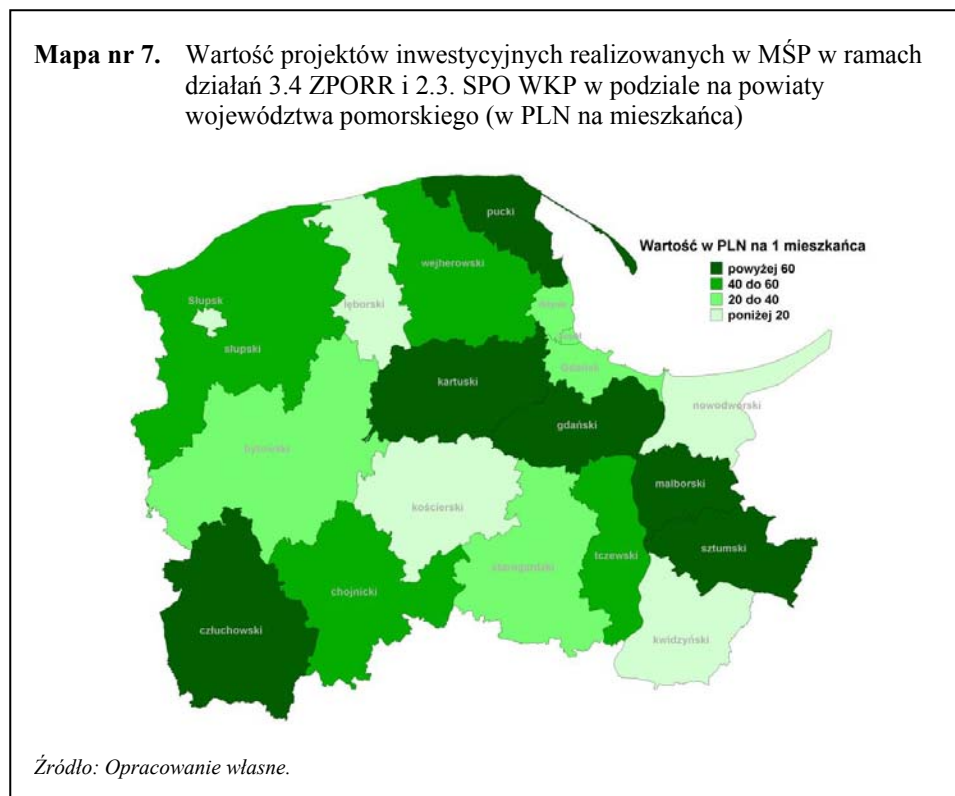 Mapa nr 7. Wartość projektów inwestycyjnych realizowanych w MŚP w ramach
działań 3.4 ZPORR i 2.3. SPO WKP w podziale na powiaty
województwa pomorskiego (w PLN na mieszkańca)
pucki
Wartość w PLN na 1 mieszkańca
powyżej 60
40 do 60
20 do 40
poniżej 20
wejherowski
Słupsk
lęborski
słupski
Gdańsk
kartuski
nowodworski
gdański
bytowski
malborski
kościerski
sztumski
tczewski
starogardzki
chojnicki
człuchowski
kwidzyński
Źródło: Opracowanie własne.